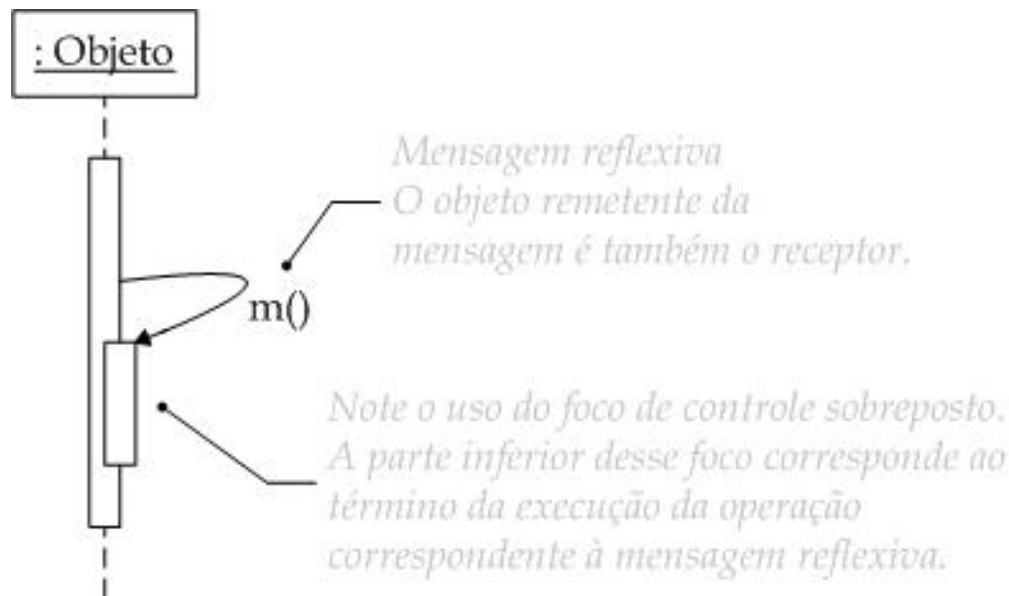 : Objeto
Mensagem reflexiva
O objeto remetente da
mensagem é também o receptor.
m()
Note o uso do foco de controle sobreposto.
A parte inferior desse foco corresponde ao
término da execução da operação
correspondente à mensagem reflexiva.